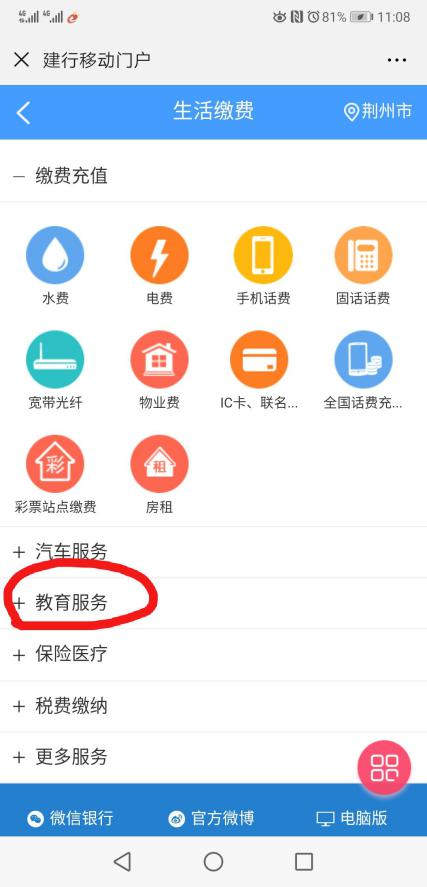 4G 4G 81% 11:08
建行移动门户
生活缴费 荆州市
缴费充值
水费 电费 手机话费 固话话费
宽带光纤 物业费 IC卡、联名... 全国话费充...
彩 租
彩票站点缴费 房租
+ 汽车服务
+ 教育服务
+ 保险医疗
+ 税费缴纳
+ 更多服务
微信银行 官方微博 电脑版